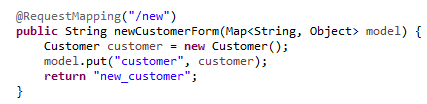 @RequestMapping("/new")
public String newCustomerForm(Map<String, Object> model) {
    Customer customer = new Customer();
    model.put("customer", customer);
    return "new_customer";
}